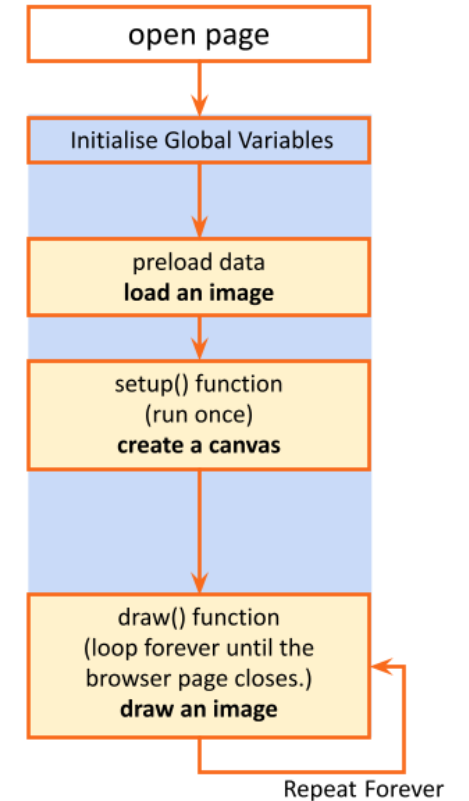 open page
Initialise Global Variables
preload data
load an image
setup() function
(run once)
create a canvas
draw() function
(loop forever until the
browser page closes.)
draw an image
Repeat Forever